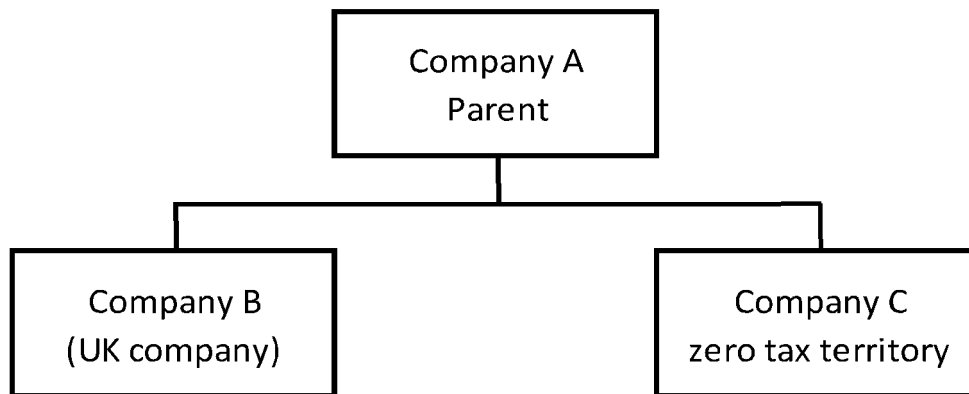 Company A
Parent
Company B
(UK company)
Company C
zero tax territory